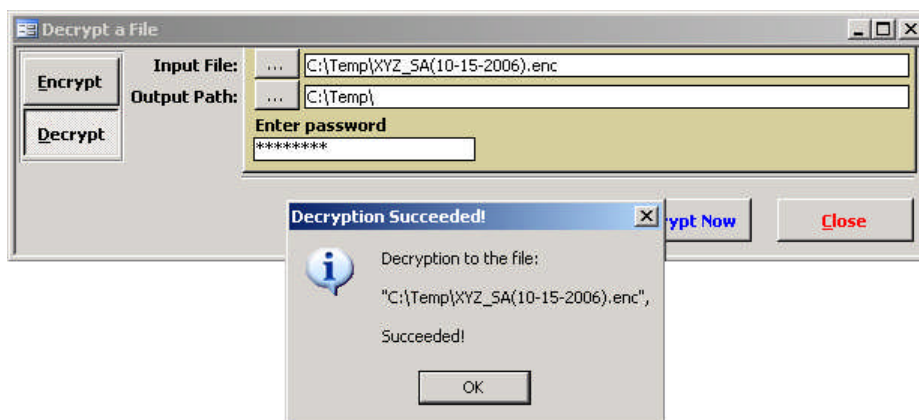 Decrypt a File
Encrypt
Decrypt
Input File: ... C:\Temp\XYZ_SA(10-15-2006).enc
Output Path: ... C:\Temp\
Enter password
********
ypt Now
Close
Decryption Succeeded!
Decryption to the file:
"C:\Temp\XYZ_SA(10-15-2006).enc",
Succeeded!
OK